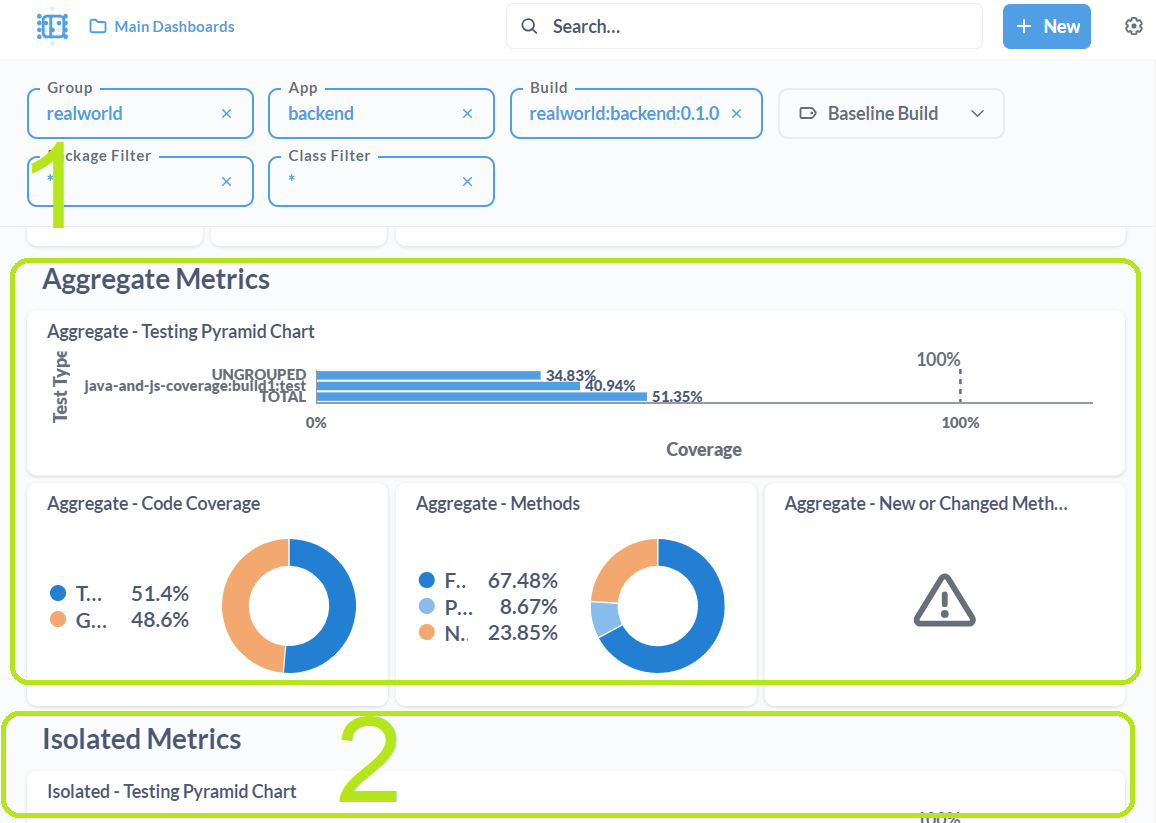 Main Dashboards
Search...
+ New
Group
App
Build
realworld
backend
realworld:backend:0.1.0
Baseline Build
1
ckage Filter
Class Filter
*
*
Aggregate Metrics
Aggregate - Testing Pyramid Chart
Test Type
UNGROUPED
34.83%
java-and-js-coverage:build1:test
40.94%
TOTAL
51.35%
100%
0%
100%
Coverage
Aggregate - Code Coverage
Aggregate - Methods
Aggregate - New or Changed Meth...
T... 51.4%
G... 48.6%
F.. 67.48%
P... 8.67%
N.. 23.85%
Isolated Metrics
2
Isolated - Testing Pyramid Chart
100%